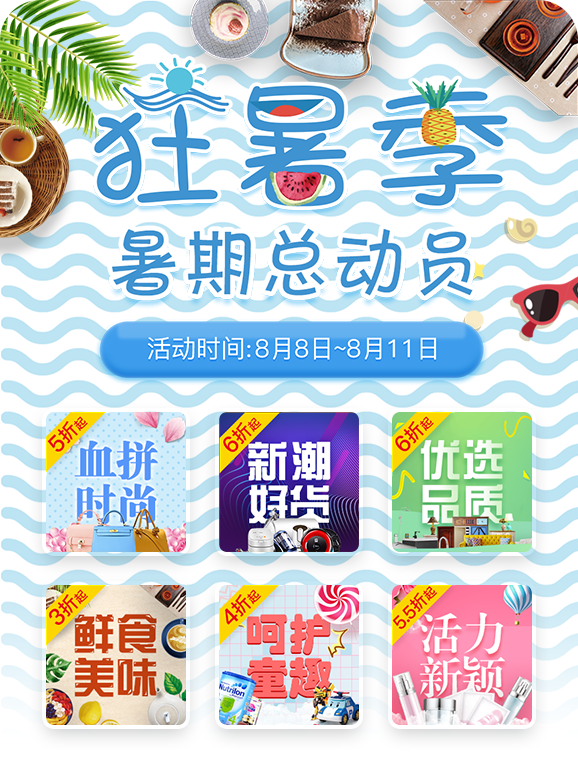 狂暑季
暑期总动员
活动时间:8月8日~8月11日
5折起
血拼
时尚
6折起
新潮
好货
6折起
优选
品质
3折起
鲜食
美味
4折起
呵护
童趣
Nutrilon
5.5折起
活力
新颖